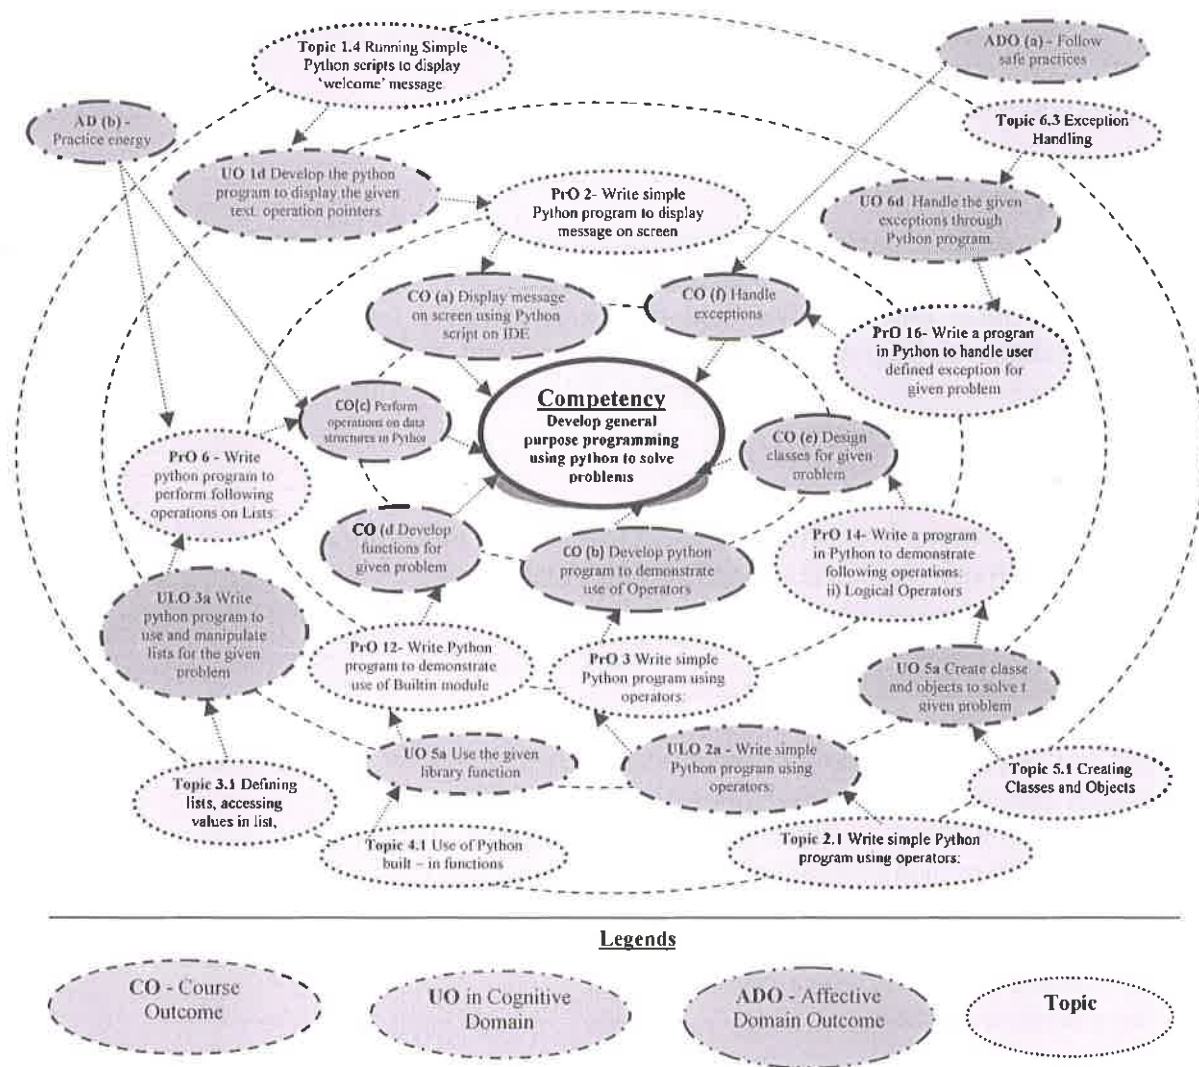 Topic 1.4 Running Simple
Python scripts to display
'welcome' message
ADO (a) - Follow
safe practices
AD (b) -
Practice energy
Topic 6.3 Exception
Handling
UO 1d Develop the python
program to display the given
text. operation pointers
PrO 2- Write simple
Python program to display
message on screen
UO 6d Handle the given
exceptions through
Python program
CO (a) Display message
on screen using Python
script on IDE
CO (f) Handle
exceptions
PrO 16- Write a program
in Python to handle user
defined exception for
given problem
Competency
Develop general
purpose programming
using python to solve
problems
CO(c) Perform
operations on data
structures in Python
CO (e) Design
classes for given
problem
PrO 6 - Write
python program to
perform following
operations on Lists
CO (d Develop
functions for
given problem
CO (b) Develop python
program to demonstrate
use of Operators
PrO 14- Write a program
in Python to demonstrate
following operations:
ii) Logical Operators
ULO 3a Write
python program to
use and manipulate
lists for the given
problem
PrO 12- Write Python
program to demonstrate
use of Builtin module
PrO 3 Write simple
Python program using
operators:
UO 5a Create classe
and objects to solve t
given problem
UO 5a Use the given
library function
ULO 2a - Write simple
Python program using
operators:
Topic 3.1 Defining
lists, accessing
values in list,
Topic 5.1 Creating
Classes and Objects
Topic 4.1 Use of Python
built – in functions
Topic 2.1 Write simple Python
program using operators:
Legends
CO - Course
Outcome
UO in Cognitive
Domain
ADO - Affective
Domain Outcome
Topic